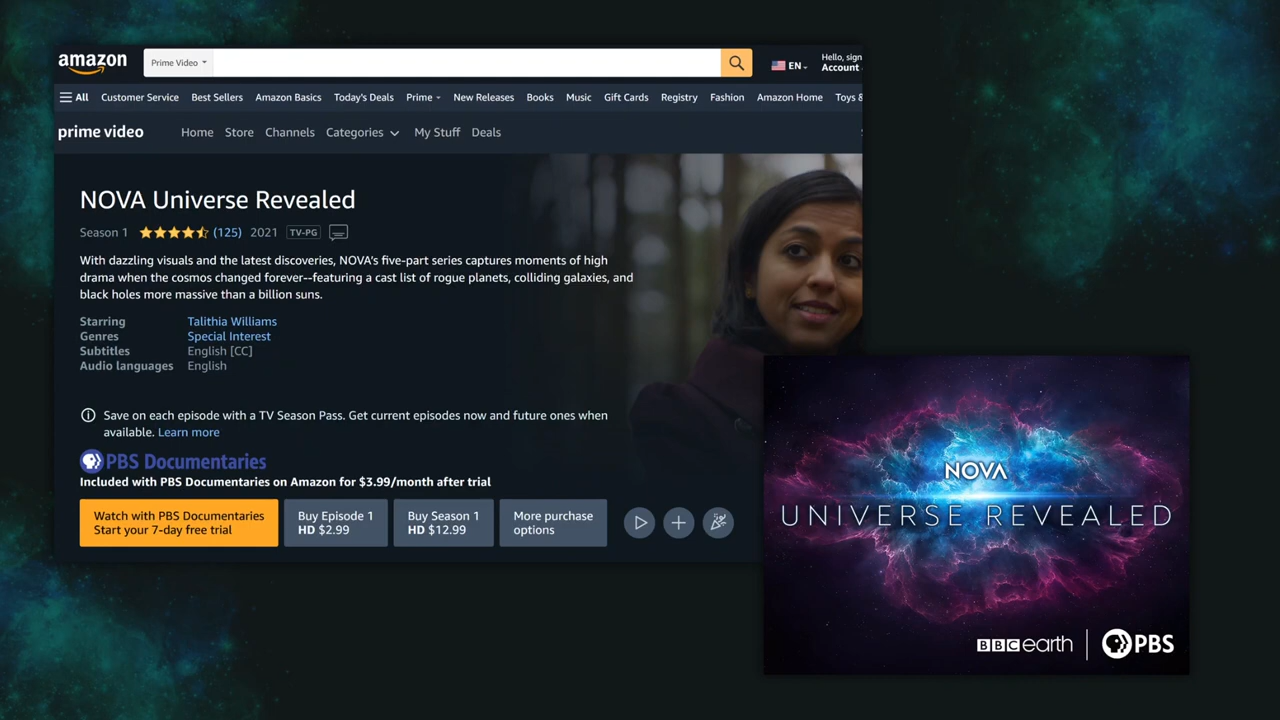 amazon
Prime Video
EN
Hello, sign
Account
All
Customer Service
Best Sellers
Amazon Basics
Today's Deals
Prime
New Releases
Books
Music
Gift Cards
Registry
Fashion
Amazon Home
Toys &
prime video
Home
Store
Channels
Categories
My Stuff
Deals
NOVA Universe Revealed
Season 1 (125) 2021 TV-PG
With dazzling visuals and the latest discoveries, NOVA's five-part series captures moments of high
drama when the cosmos changed forever--featuring a cast list of rogue planets, colliding galaxies, and
black holes more massive than a billion suns.
Starring Talithia Williams
Genres Special Interest
Subtitles English [CC]
Audio languages English
Save on each episode with a TV Season Pass. Get current episodes now and future ones when
available. Learn more
PBS Documentaries
Included with PBS Documentaries on Amazon for $3.99/month after trial
Watch with PBS Documentaries
Start your 7-day free trial
Buy Episode 1
HD $2.99
Buy Season 1
HD $12.99
More purchase
options
NOVA
UNIVERSE REVEALED
BBC earth
PBS